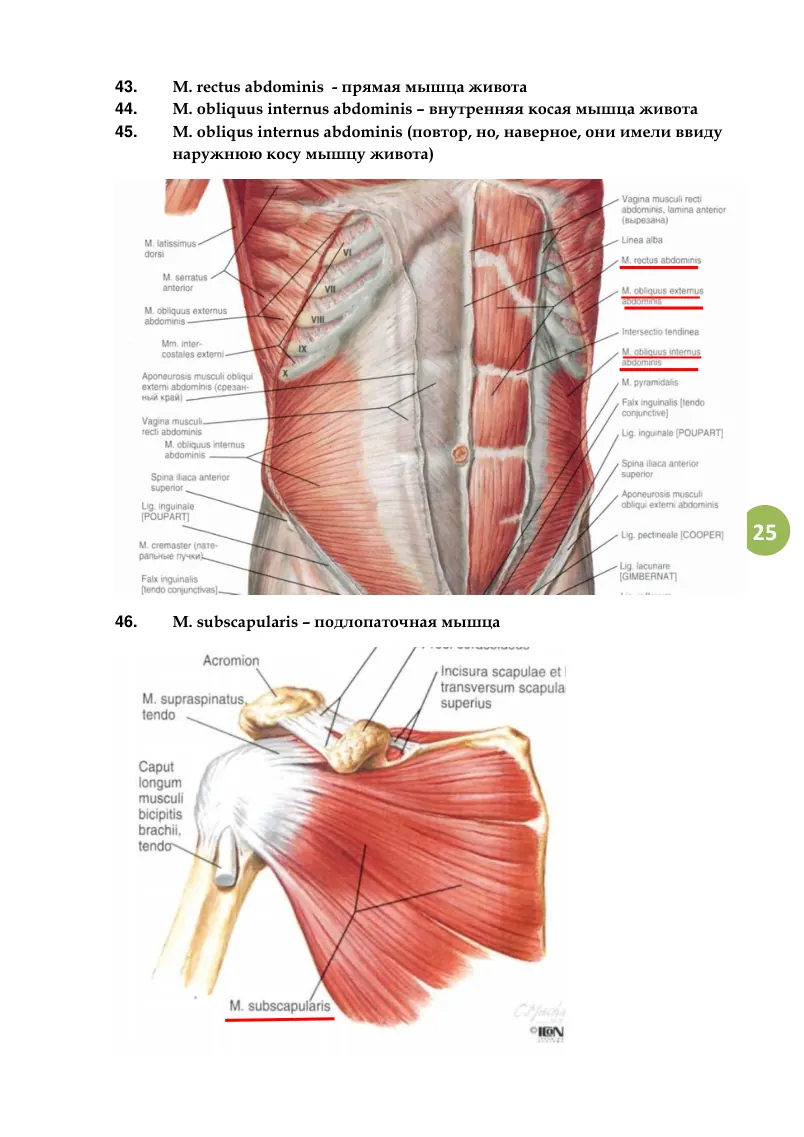 43. M. rectus abdominis - прямая мышца живота
44. M. obliquus internus abdominis – внутренняя косая мышца живота
45. M. obliqus internus abdominis (повтор, но, наверное, они имели ввиду
наружнюю косу мышцу живота)
M. latissimus
dorsi
M. serratus
anterior
M. obliquus externus
abdominis
Mm. inter-
costales externi
Aponeurosis musculi obliqui
externi abdominis (срезан-
ный край)
Vagina musculi
recti abdominis
M. obliquus internus
abdominis
Spina iliaca anterior
superior
Lig. inguinale
[POUPART]
M. cremaster (лате-
ральные пучки)
Falx inguinalis
[tendo conjunctivas]
VI
VII
VIII
IX
X
Vagina musculi recti
abdominis, lamina anterior
(вырезана)
Linea alba
M. rectus abdominis
M. obliquus externus
abdominis
Intersectio tendinea
M. obliquus internus
abdominis
M. pyramidalis
Falx inguinalis [tendo
conjunctive]
Lig. inguinale [POUPART]
Spina iliaca anterior
superior
Aponeurosis musculi
obliqui externi abdominis
Lig. pectineale [COOPER]
Lig. lacunare
[GIMBERNAT]
25
46. M. subscapularis – подлопаточная мышца
Acromion
M. supraspinatus,
tendo
Caput
longum
musculi
bicipitis
brachii,
tendo
Incisura scapulae et
transversum scapula
superius
M. subscapularis